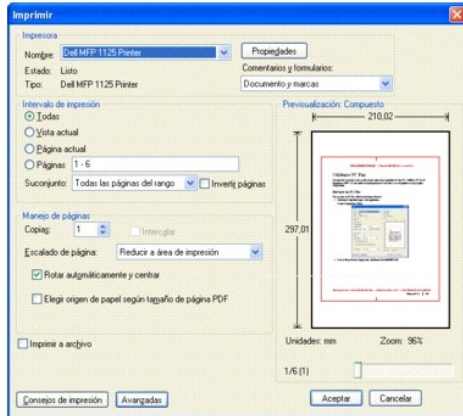 Imprimir
Impresora
Nombre: Dell MFP 1125 Printer
Propiedades
Estado: Listo
Comentarios y formularios:
Tipo: Dell MFP 1125 Printer
Documento y marcas
Intervalo de impresión
Previsualización: Compuesto
Todas
210,02
Vista actual
Página actual
Páginas 1 - 6
Suconjunto: Todas las páginas del rango
Invertir páginas
Manejo de páginas
Copias: 1
Intercalar
297,01
Escalado de página: Reducir a área de impresión
Rotar automáticamente y centrar
Elegir origen de papel según tamaño de página PDF
Imprimir a archivo
Unidades: mm Zoom: 96%
1/6 (1)
Consejos de impresión
Avanzadas
Aceptar
Cancelar